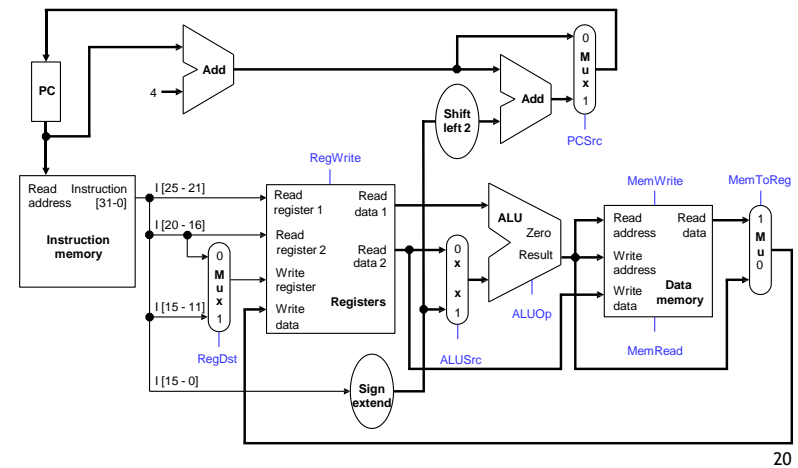 0
M
u
x
1
Add
PC
4
Add
Shift
left 2
PCSrc
RegWrite
MemWrite
MemToReg
Read
address
Instruction
[31-0]
Instruction
memory
I [25 - 21]
I [20 - 16]
I [15 - 11]
I [15 - 0]
0
M
u
x
1
RegDst
Read
register 1
Read
data 1
Read
register 2
Read
data 2
Write
register
Write
data
Registers
0
x
x
1
ALUSrc
ALU
Zero
Result
ALUOp
Read
address
Read
data
Write
address
Write
data
Data
memory
MemRead
1
M
u
0
Sign
extend
20